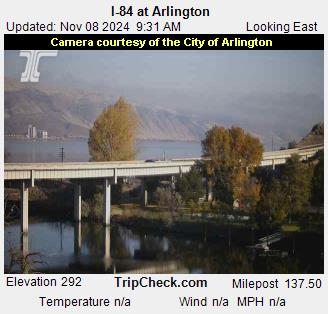 I-84 at Arlington
Updated: Nov 08 2024 9:31 AM Looking East
Camera courtesy of the City of Arlington
Elevation 292 TripCheck.com Milepost 137.50
Temperature n/a Wind n/a MPH n/a